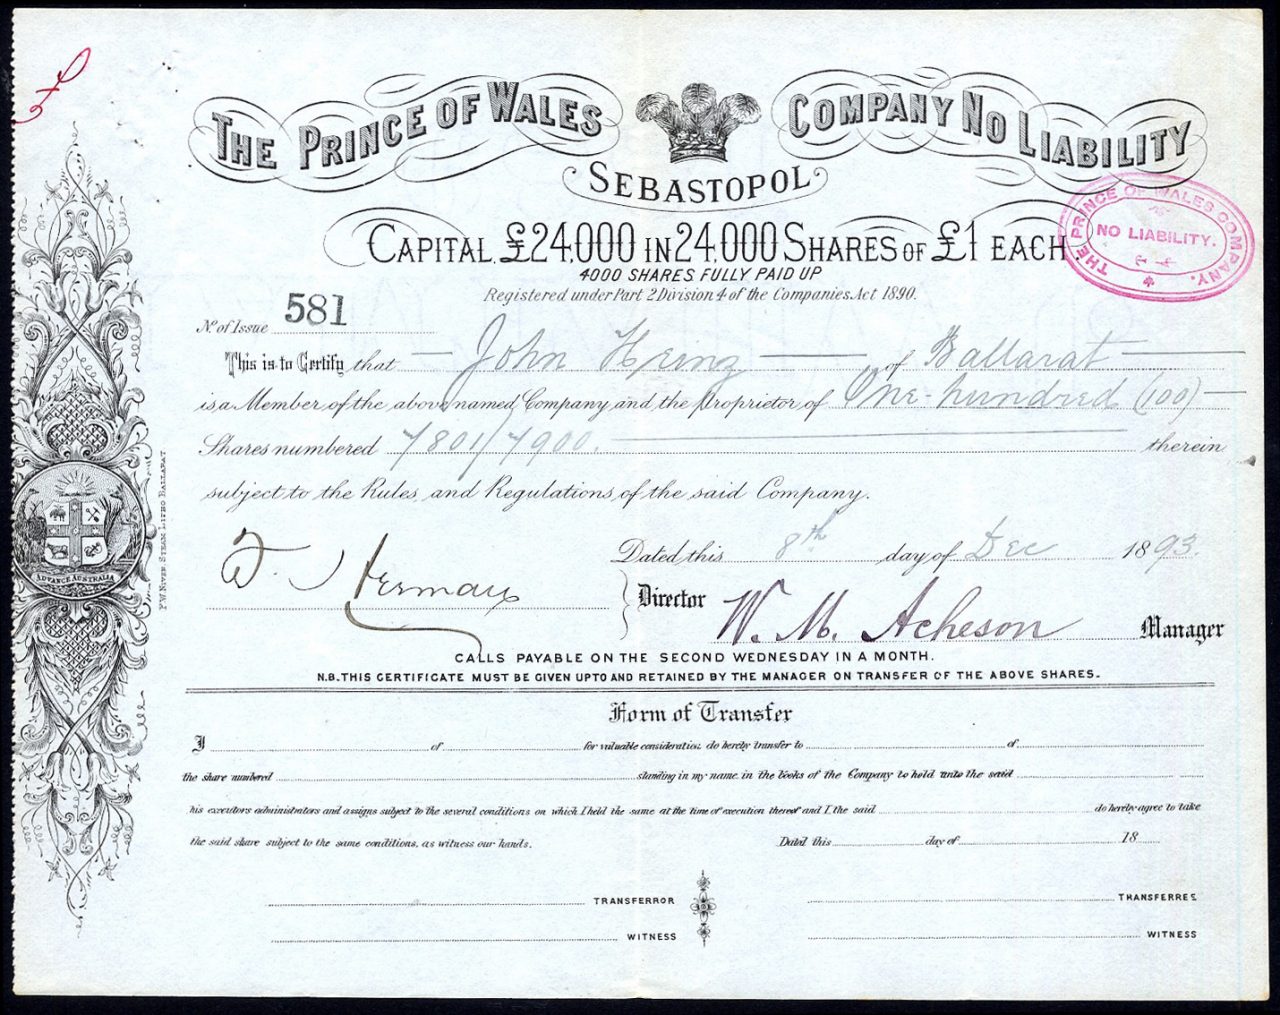 THE PRINCE OF WALES COMPANY NO LIABILITY
SEBASTOPOL
CAPITAL £24,000 IN 24,000 SHARES OF £1 EACH.
4000 SHARES FULLY PAID UP
Registered under Part 2 Division 4 of the Companies Act 1890.
THE PRINCE OF WALES COMPANY.
NO LIABILITY.
No. of Issue 581
This is to Certify that John Heinz of Ballarat
is a Member of the above named Company and the Proprietor of One-hundred (100)
Shares numbered 7801/7900. therein
subject to the Rules and Regulations of the said Company.
Dated this 8th day of Dec 1893.
Director W. M. Acheson Manager
CALLS PAYABLE ON THE SECOND WEDNESDAY IN A MONTH.
N.B. THIS CERTIFICATE MUST BE GIVEN UP TO AND RETAINED BY THE MANAGER ON TRANSFER OF THE ABOVE SHARES.
Form of Transfer
I of for valuable consideration do hereby transfer to of
the share numbered standing in my name in the books of the Company to hold unto the said
his executors administrators and assigns subject to the several conditions on which I held the same at the time of execution thereof and I the said do hereby agree to take
the said share subject to the same conditions, as witness our hands. Dated this day of 18
TRANSFERROR TRANSFERREE
WITNESS WITNESS
ADVANCE AUSTRALIA
F.W. NIVEN STEAM LITHO BALLARAT.